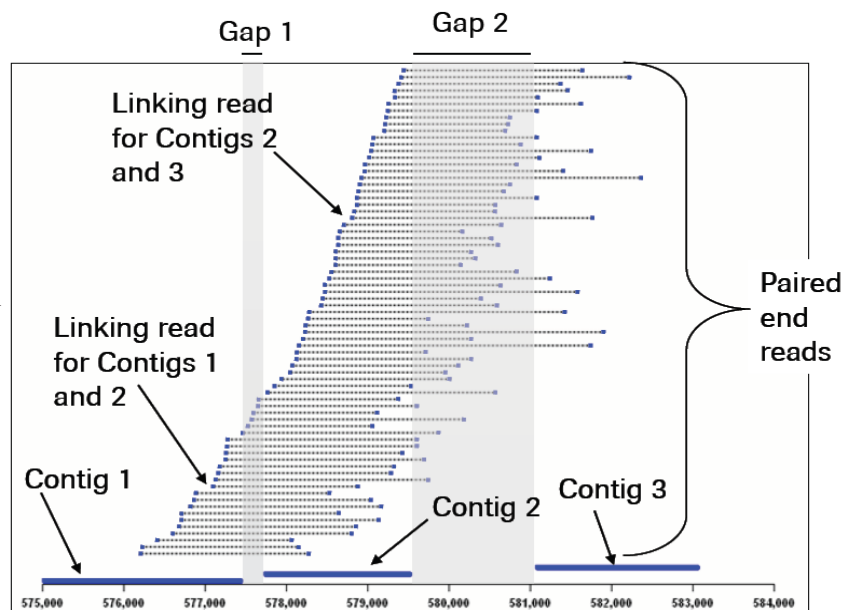 Gap 1
Gap 2
Linking read
for Contigs 2
and 3
Paired
end
reads
Linking read
for Contigs 1
and 2
Contig 1
Contig 2
Contig 3
575,000 576,000 577,000 578,000 579,000 580,000 581,000 582,000 583,000 584,000